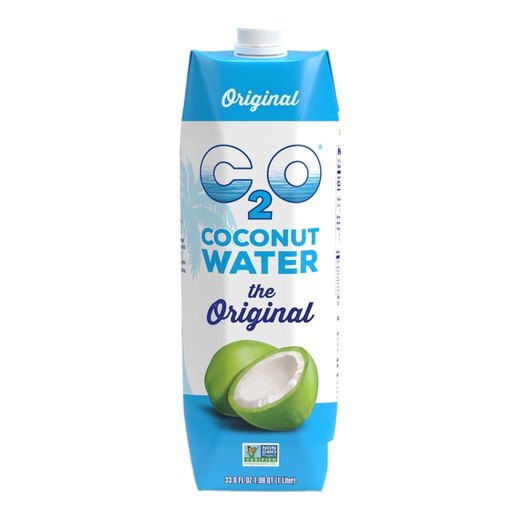 Original
C2O®
COCONUT
WATER
the
Original
NON
GMO
Project
VERIFIED
33.8 FL OZ 1.06 QT (1 Liter)